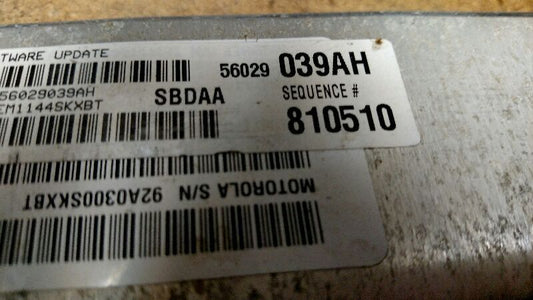 TWARE UPDATE
56029 039AH
56029039AH
EM1144SKXBT
SBDAA
SEQUENCE #
810510
MOTOROLA S/N 92A0300SKXBT